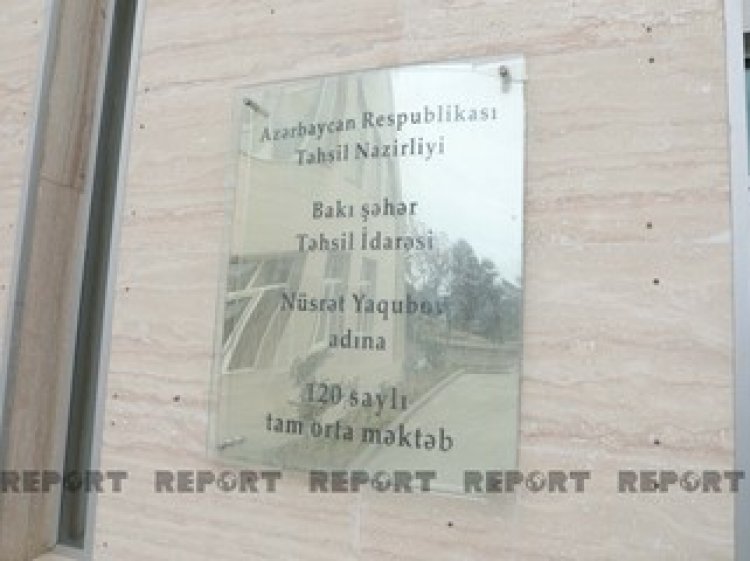 Azərbaycan Respublikası
Təhsil Nazirliyi
Bakı şəhər
Təhsil İdarəsi
Nüsrət Yaqubov
adına
120 saylı
tam orta məktəb
REPORT REPORT REPORT REPORT REPORT